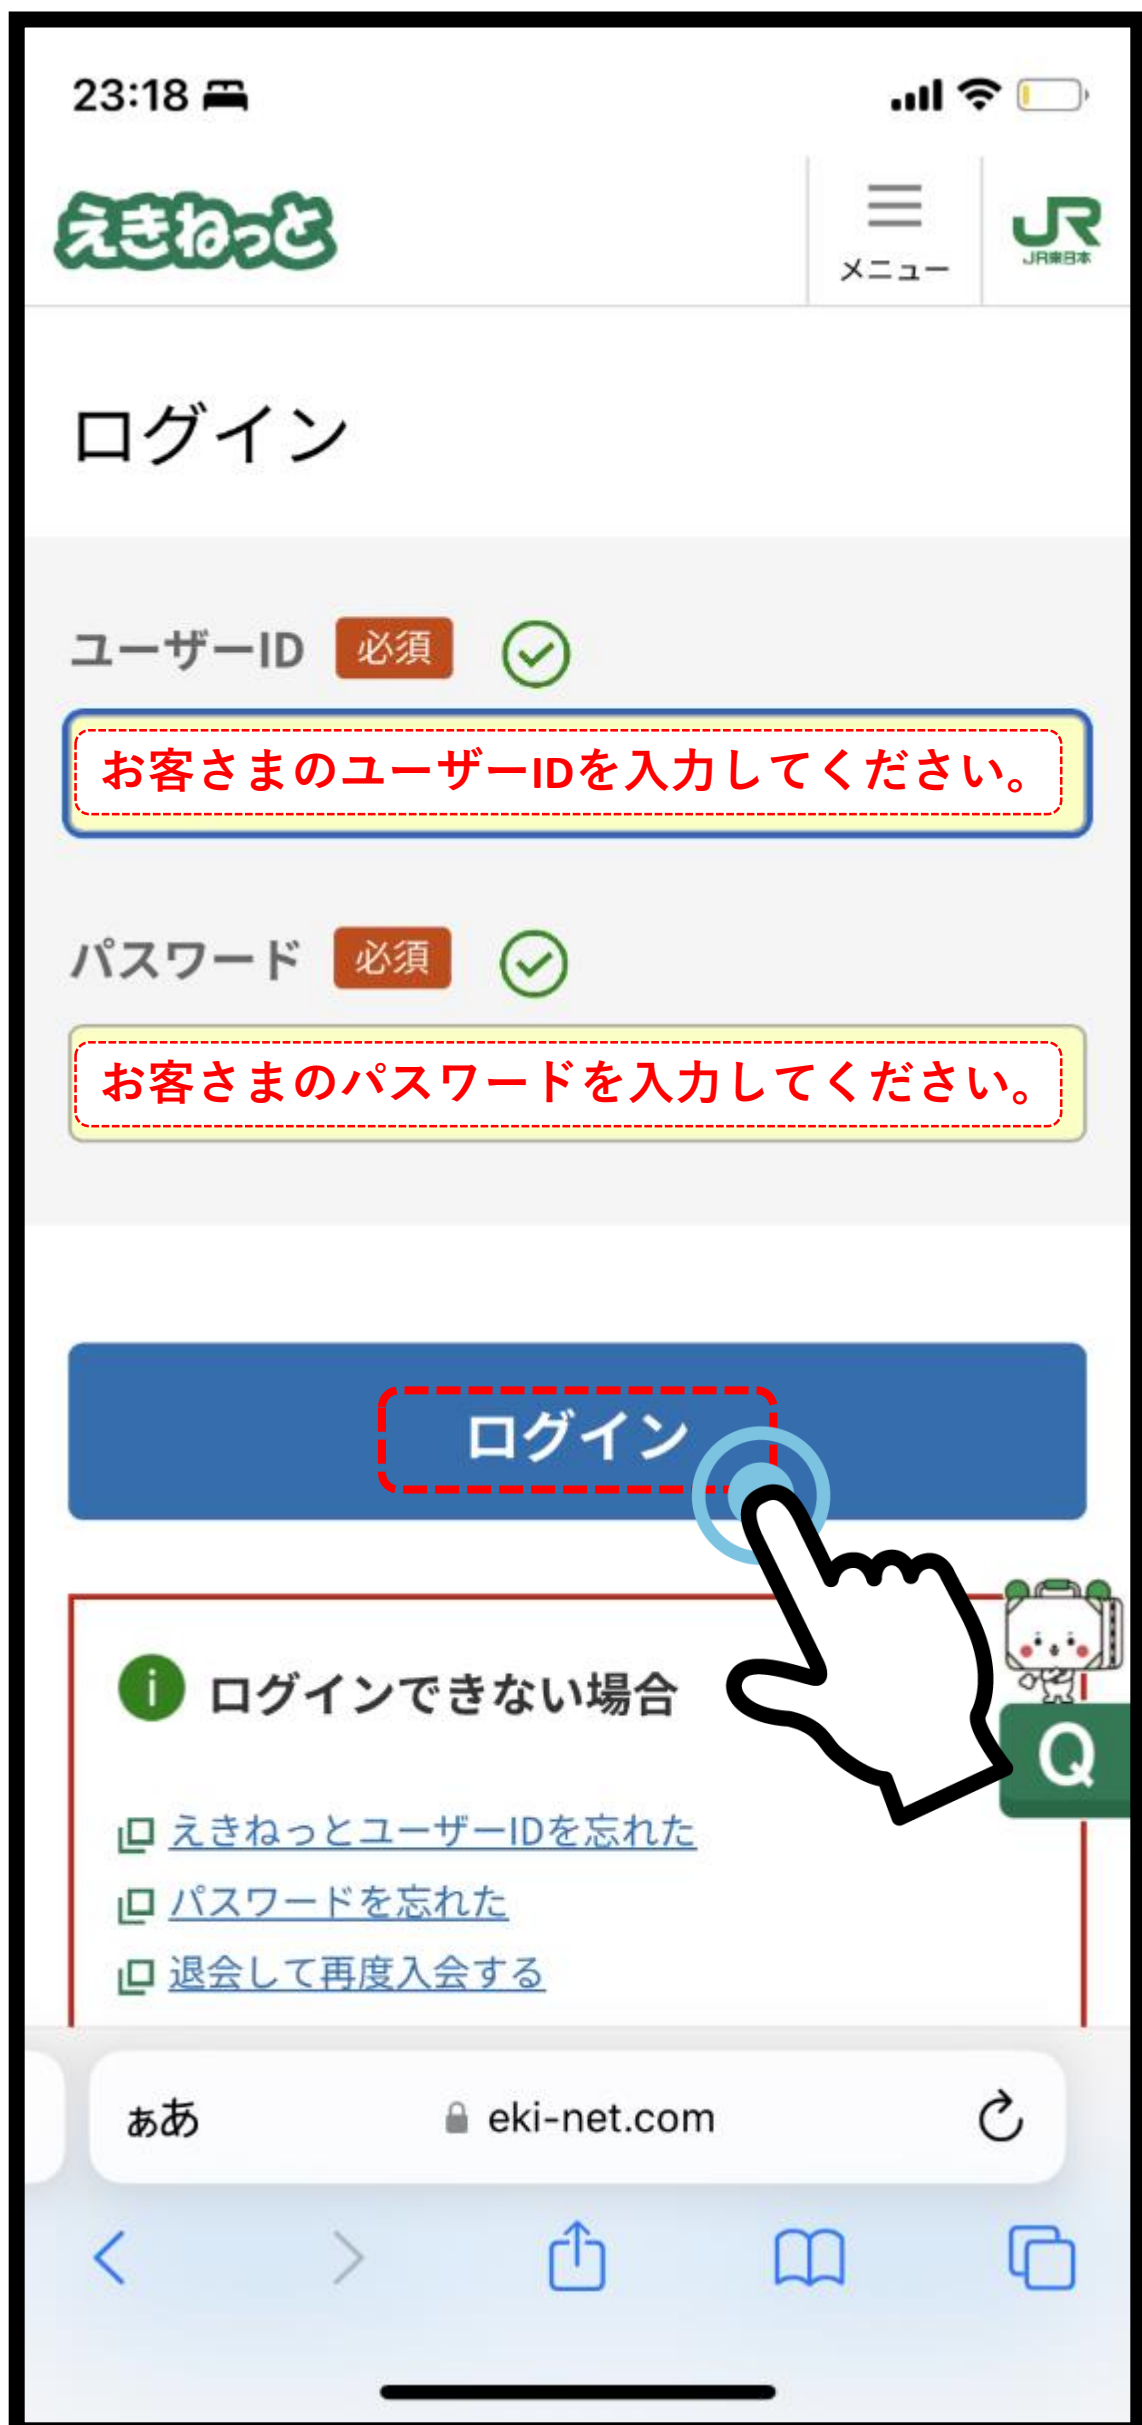 23:18
えきねっと
メニュー
JR
JR東日本
ログイン
ユーザーID 必須
お客さまのユーザーIDを入力してください。
パスワード 必須
お客さまのパスワードを入力してください。
ログイン
i ログインできない場合
Q
えきねっとユーザーIDを忘れた
パスワードを忘れた
退会して再度入会する
ぁあ eki-net.com